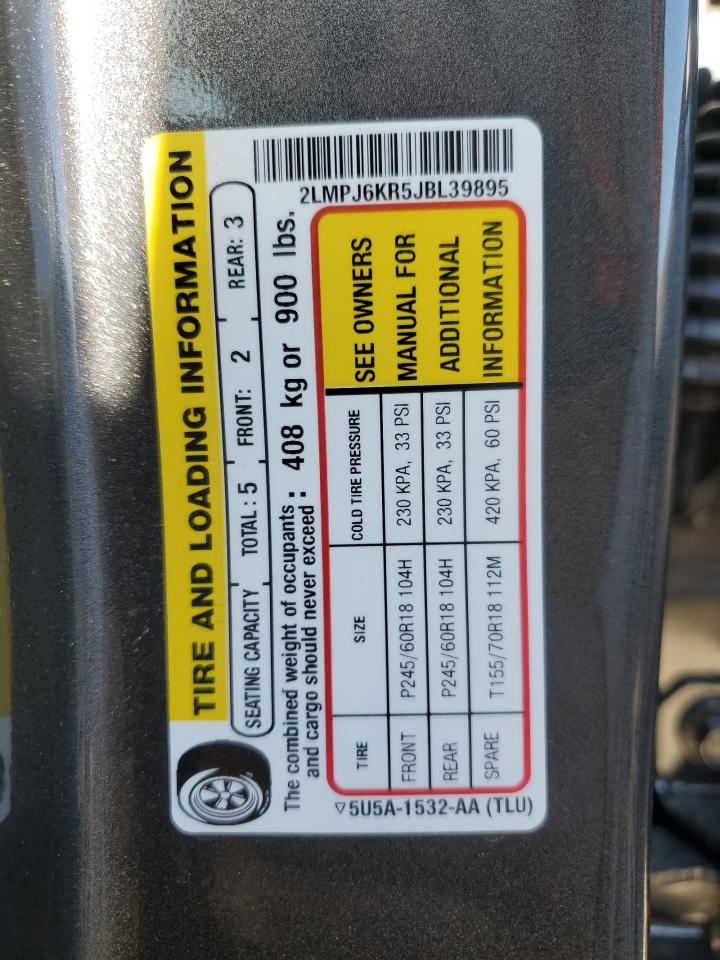 TIRE AND LOADING INFORMATION
SEATING CAPACITY TOTAL: 5 FRONT: 2 REAR: 3
The combined weight of occupants and cargo should never exceed : 408 kg or 900 lbs.
2LMPJ6KR5JBL39895
TIRE SIZE COLD TIRE PRESSURE
FRONT P245/60R18 104H 230 KPA, 33 PSI
REAR P245/60R18 104H 230 KPA, 33 PSI
SPARE T155/70R18 112M 420 KPA, 60 PSI
SEE OWNERS
MANUAL FOR
ADDITIONAL
INFORMATION
▽5U5A-1532-AA (TLU)